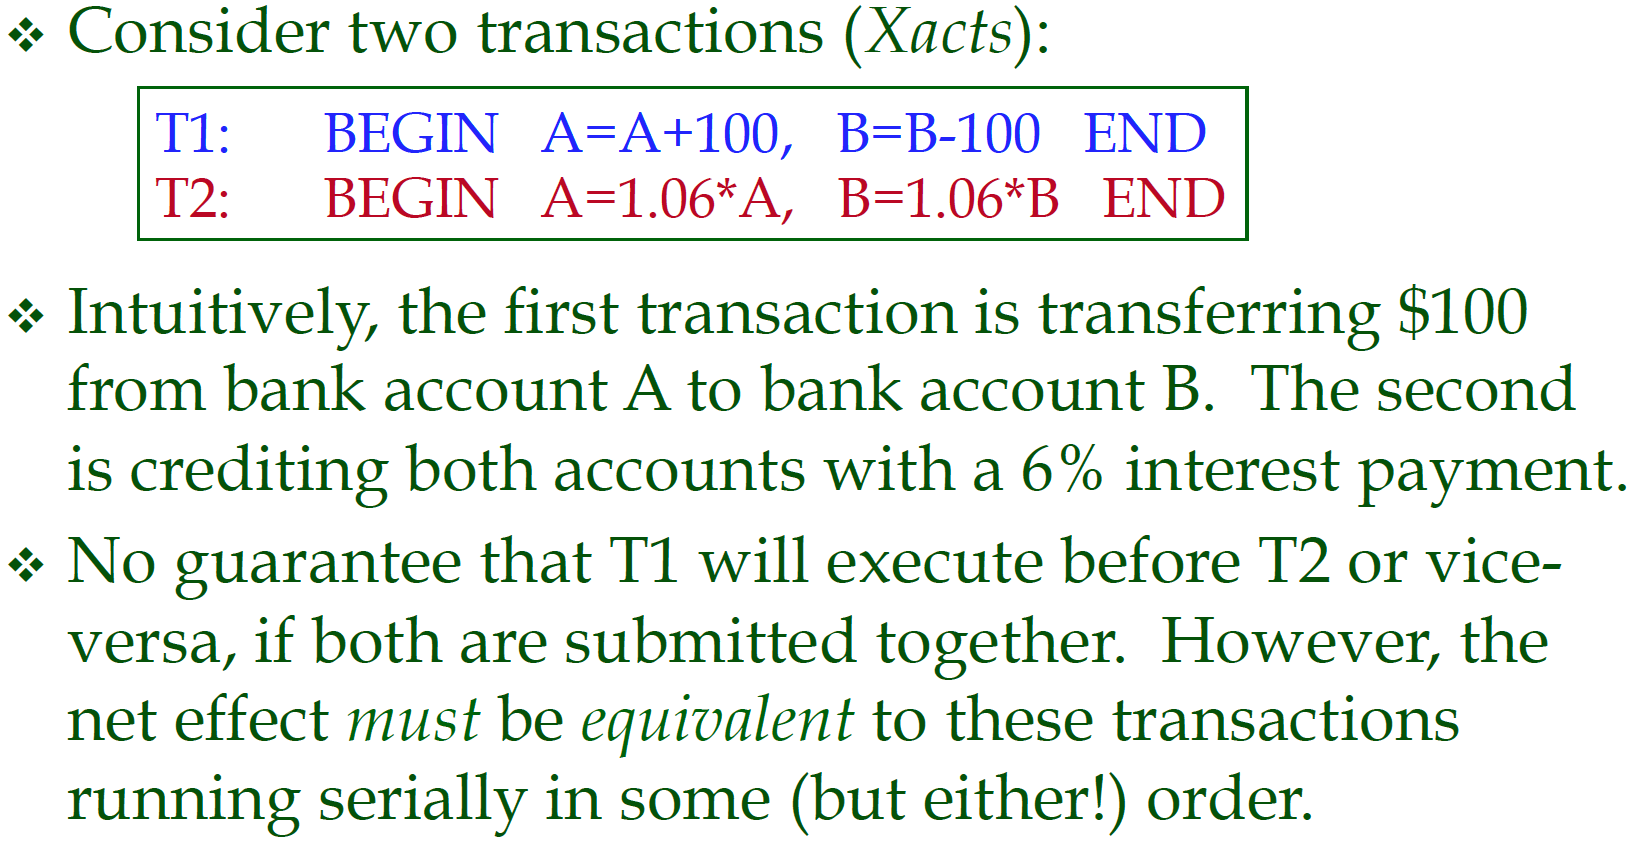 ❖ Consider two transactions (Xacts):
T1: BEGIN A=A+100, B=B-100 END
T2: BEGIN A=1.06*A, B=1.06*B END
❖ Intuitively, the first transaction is transferring $100
from bank account A to bank account B. The second
is crediting both accounts with a 6% interest payment.
❖ No guarantee that T1 will execute before T2 or vice-
versa, if both are submitted together. However, the
net effect must be equivalent to these transactions
running serially in some (but either!) order.